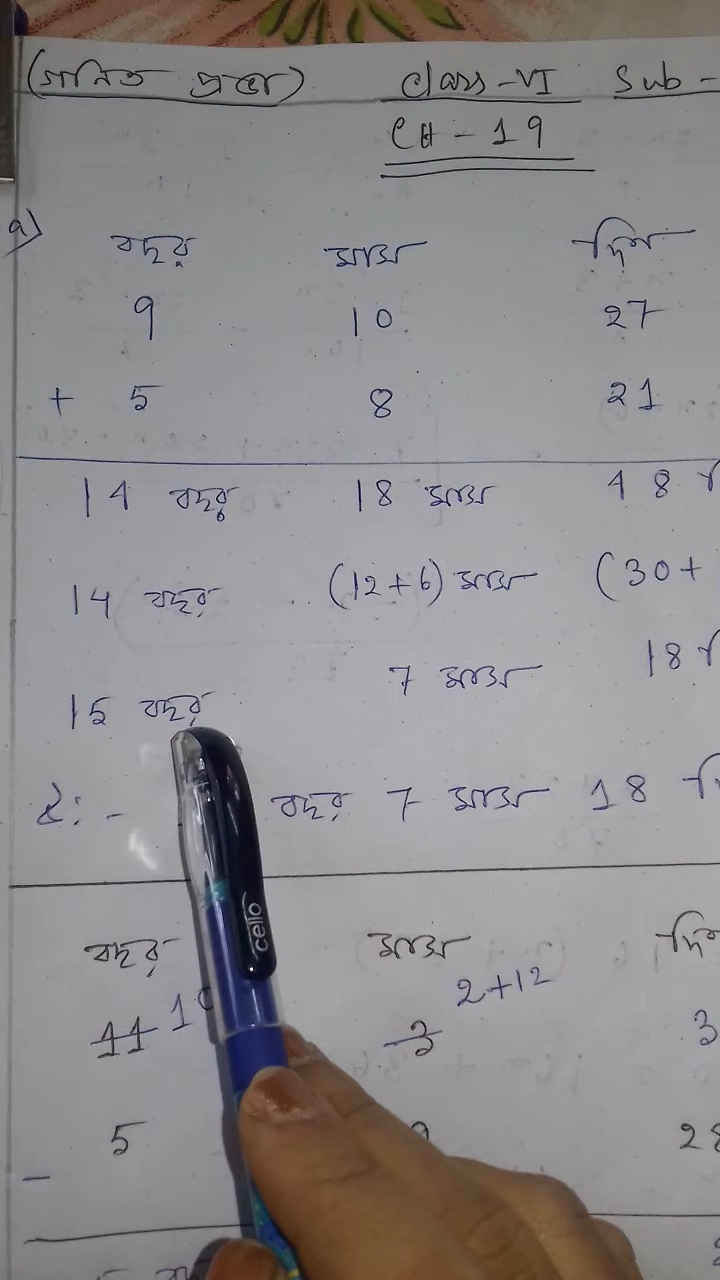 (গনিত প্রভা) Class-VI Sub-
CH-19
a) বছর মাস দিন
9 10 27
+ 5 8 21
14 বছর 18 মাস 48
14 বছর (12+6) মাস (30+
15 বছর 7 মাস 18
উ:- বছর 7 মাস 18 দি
cello
বছর মাস দিন
11 10 3 2+12 3
- 5 28